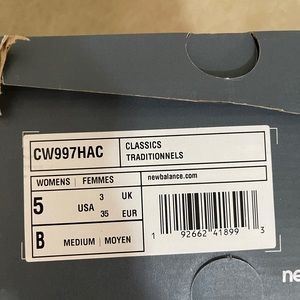 CW997HAC
CLASSICS
TRADITIONNELS
WOMENS | FEMMES
newbalance.com
5 USA
3 UK
35 EUR
B MEDIUM | MOYEN
1 92662 41899 3
ne